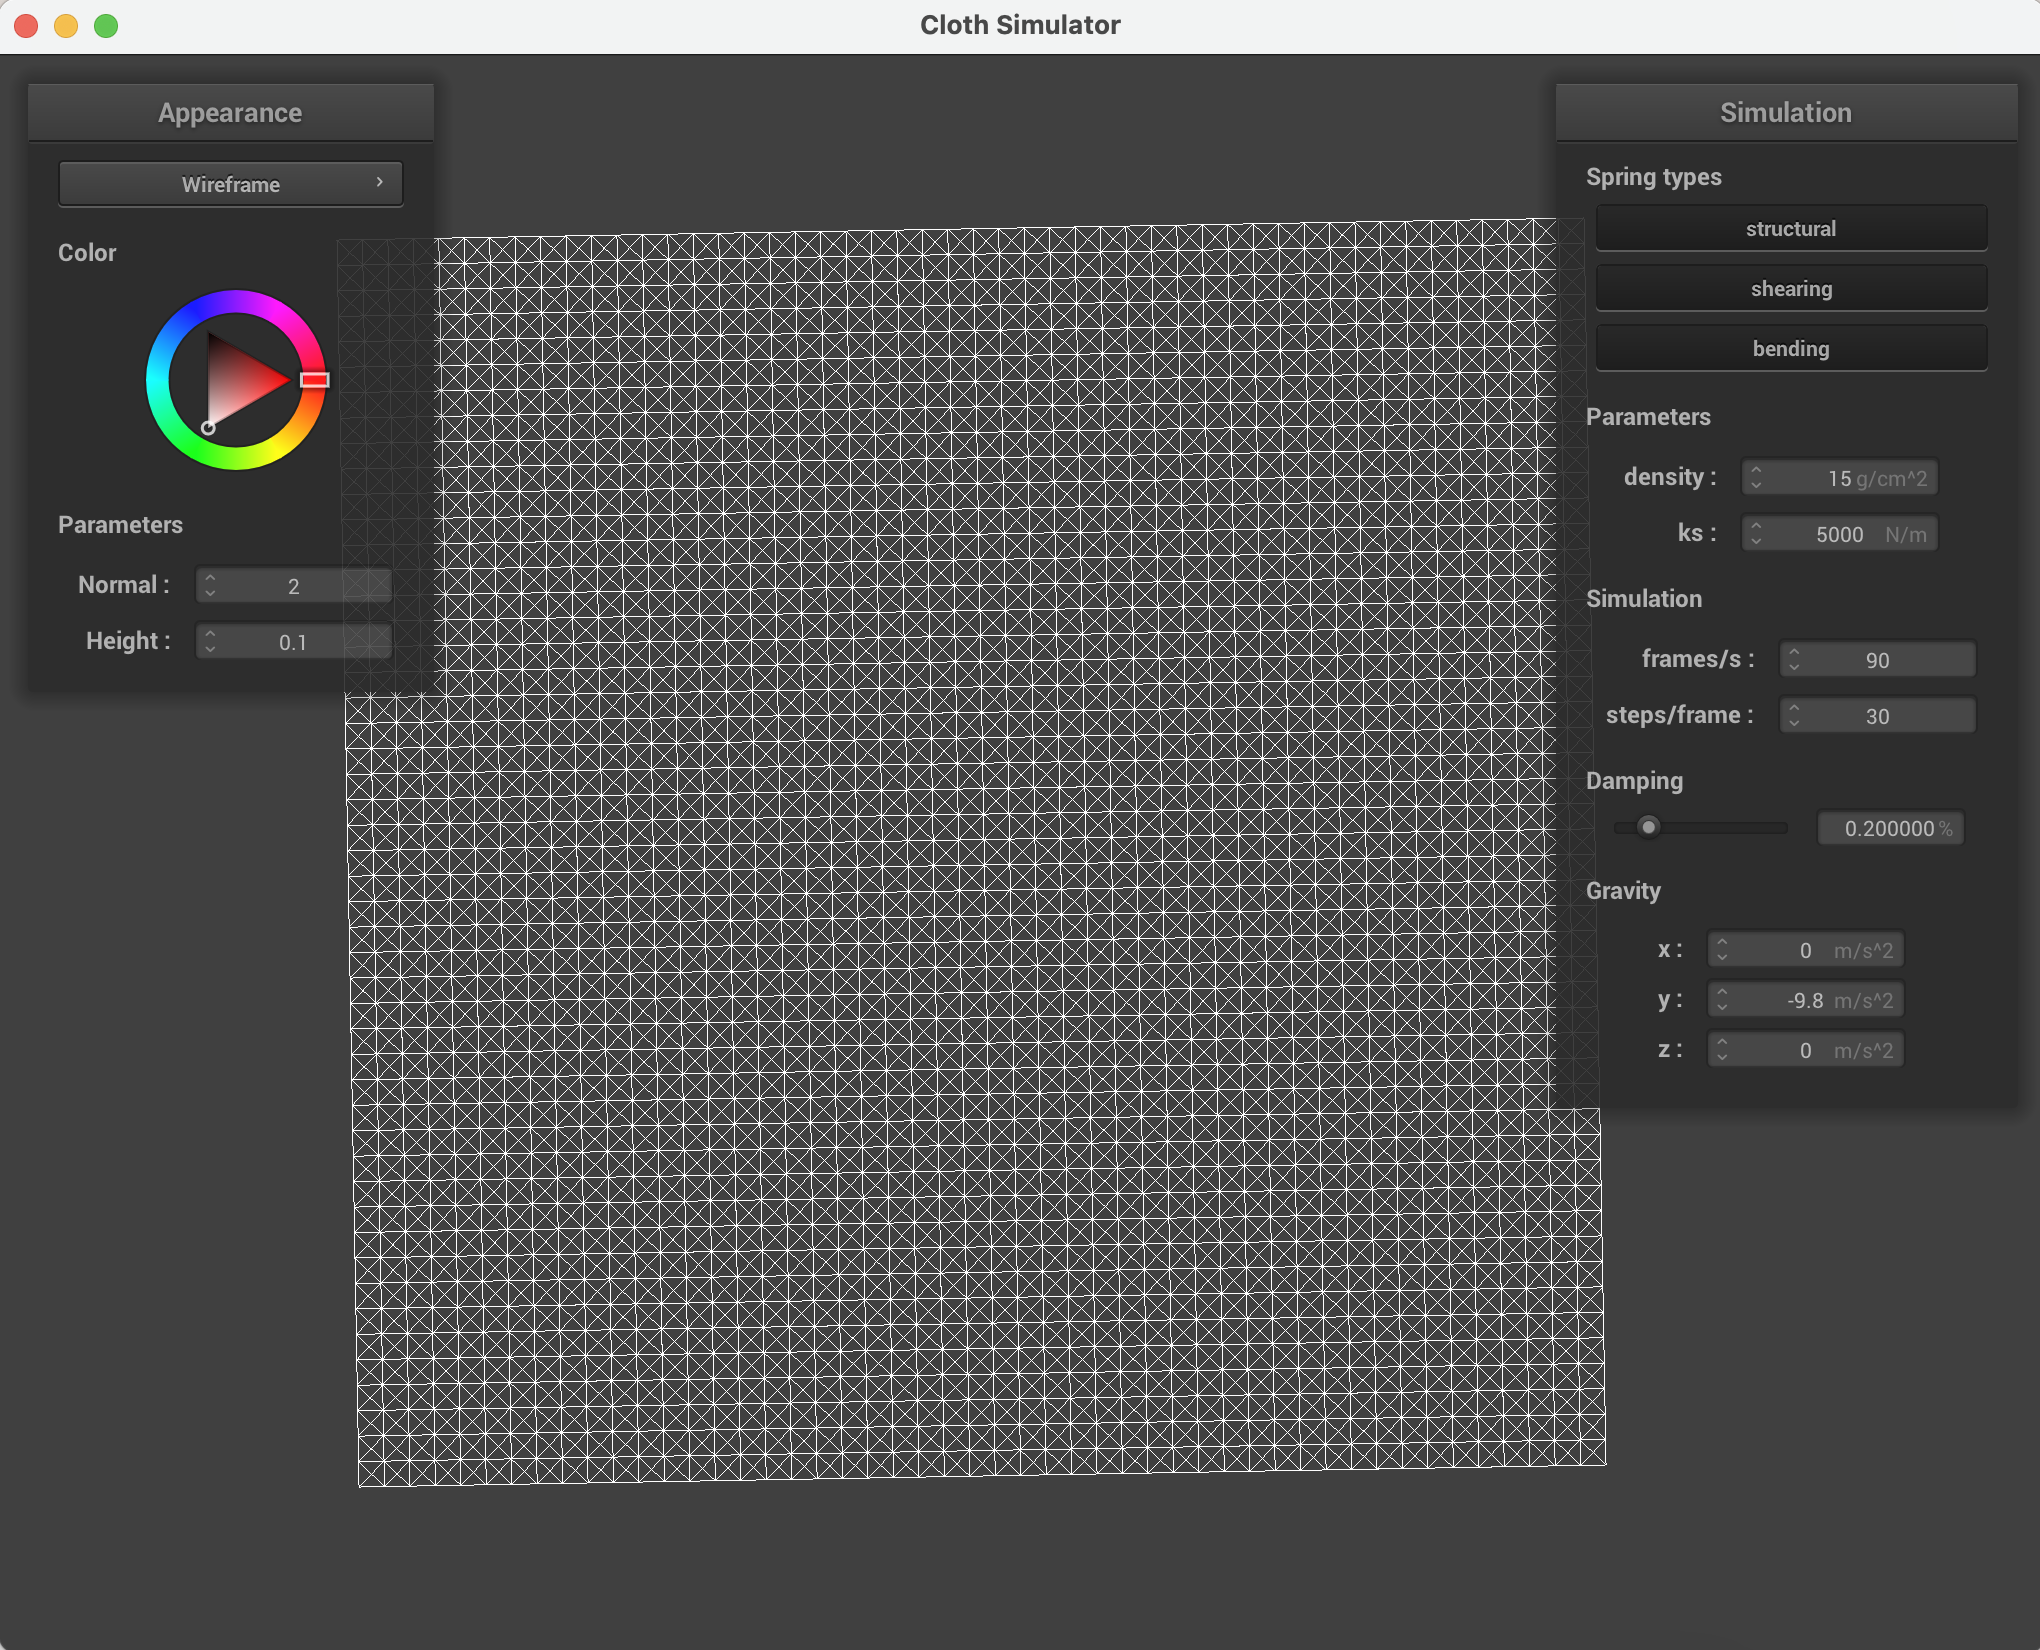 Cloth Simulator
Appearance
Wireframe
Color
Parameters
Normal : 2
Height : 0.1
Simulation
Spring types
structural
shearing
bending
Parameters
density : 15 g/cm^2
ks : 5000 N/m
Simulation
frames/s : 90
steps/frame : 30
Damping
0.200000 %
Gravity
x : 0 m/s^2
y : -9.8 m/s^2
z : 0 m/s^2